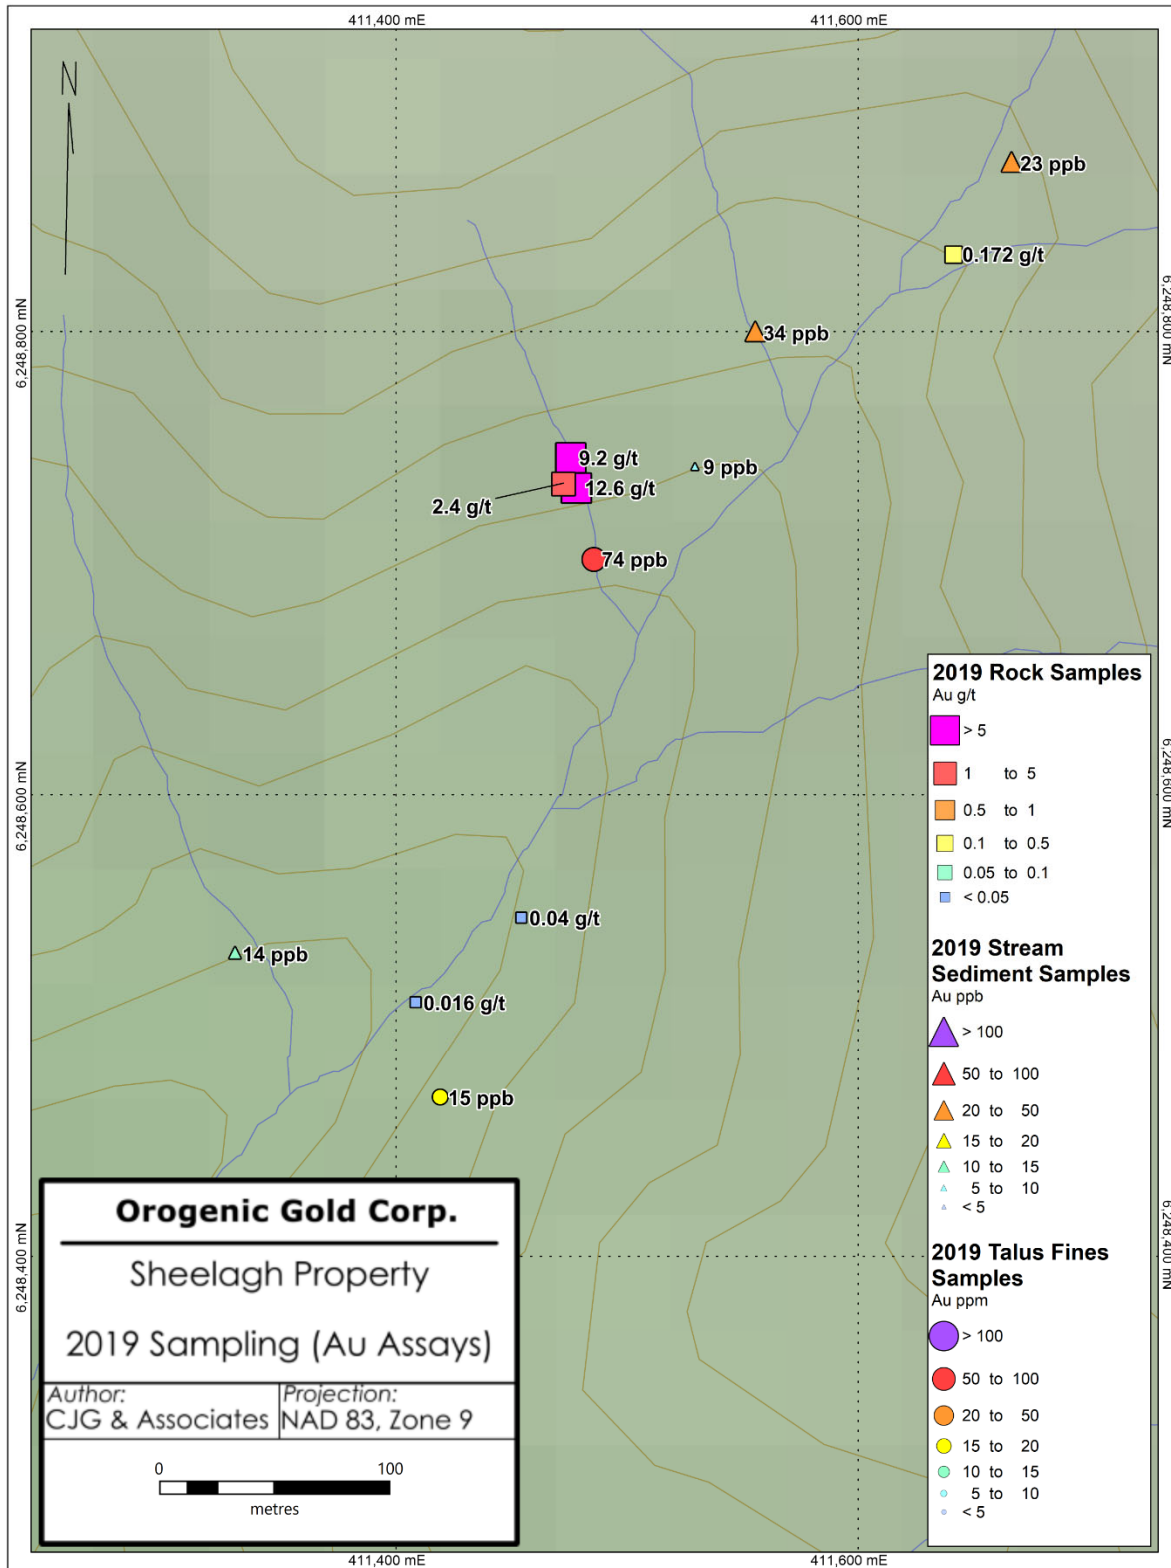 411,400 mE
411,600 mE
N
23 ppb
0.172 g/t
6,248,800 mN
6,248,800 mN
34 ppb
9.2 g/t
9 ppb
12.6 g/t
2.4 g/t
74 ppb
6,248,600 mN
6,248,600 mN
0.04 g/t
14 ppb
0.016 g/t
15 ppb
6,248,400 mN
6,248,400 mN
2019 Rock Samples
Au g/t
> 5
1 to 5
0.5 to 1
0.1 to 0.5
0.05 to 0.1
< 0.05
2019 Stream
Sediment Samples
Au ppb
> 100
50 to 100
20 to 50
15 to 20
10 to 15
5 to 10
< 5
2019 Talus Fines
Samples
Au ppm
> 100
50 to 100
20 to 50
15 to 20
10 to 15
5 to 10
< 5
Orogenic Gold Corp.
Sheelagh Property
2019 Sampling (Au Assays)
Author:
CJG & Associates
Projection:
NAD 83, Zone 9
0 100
metres
411,400 mE
411,600 mE